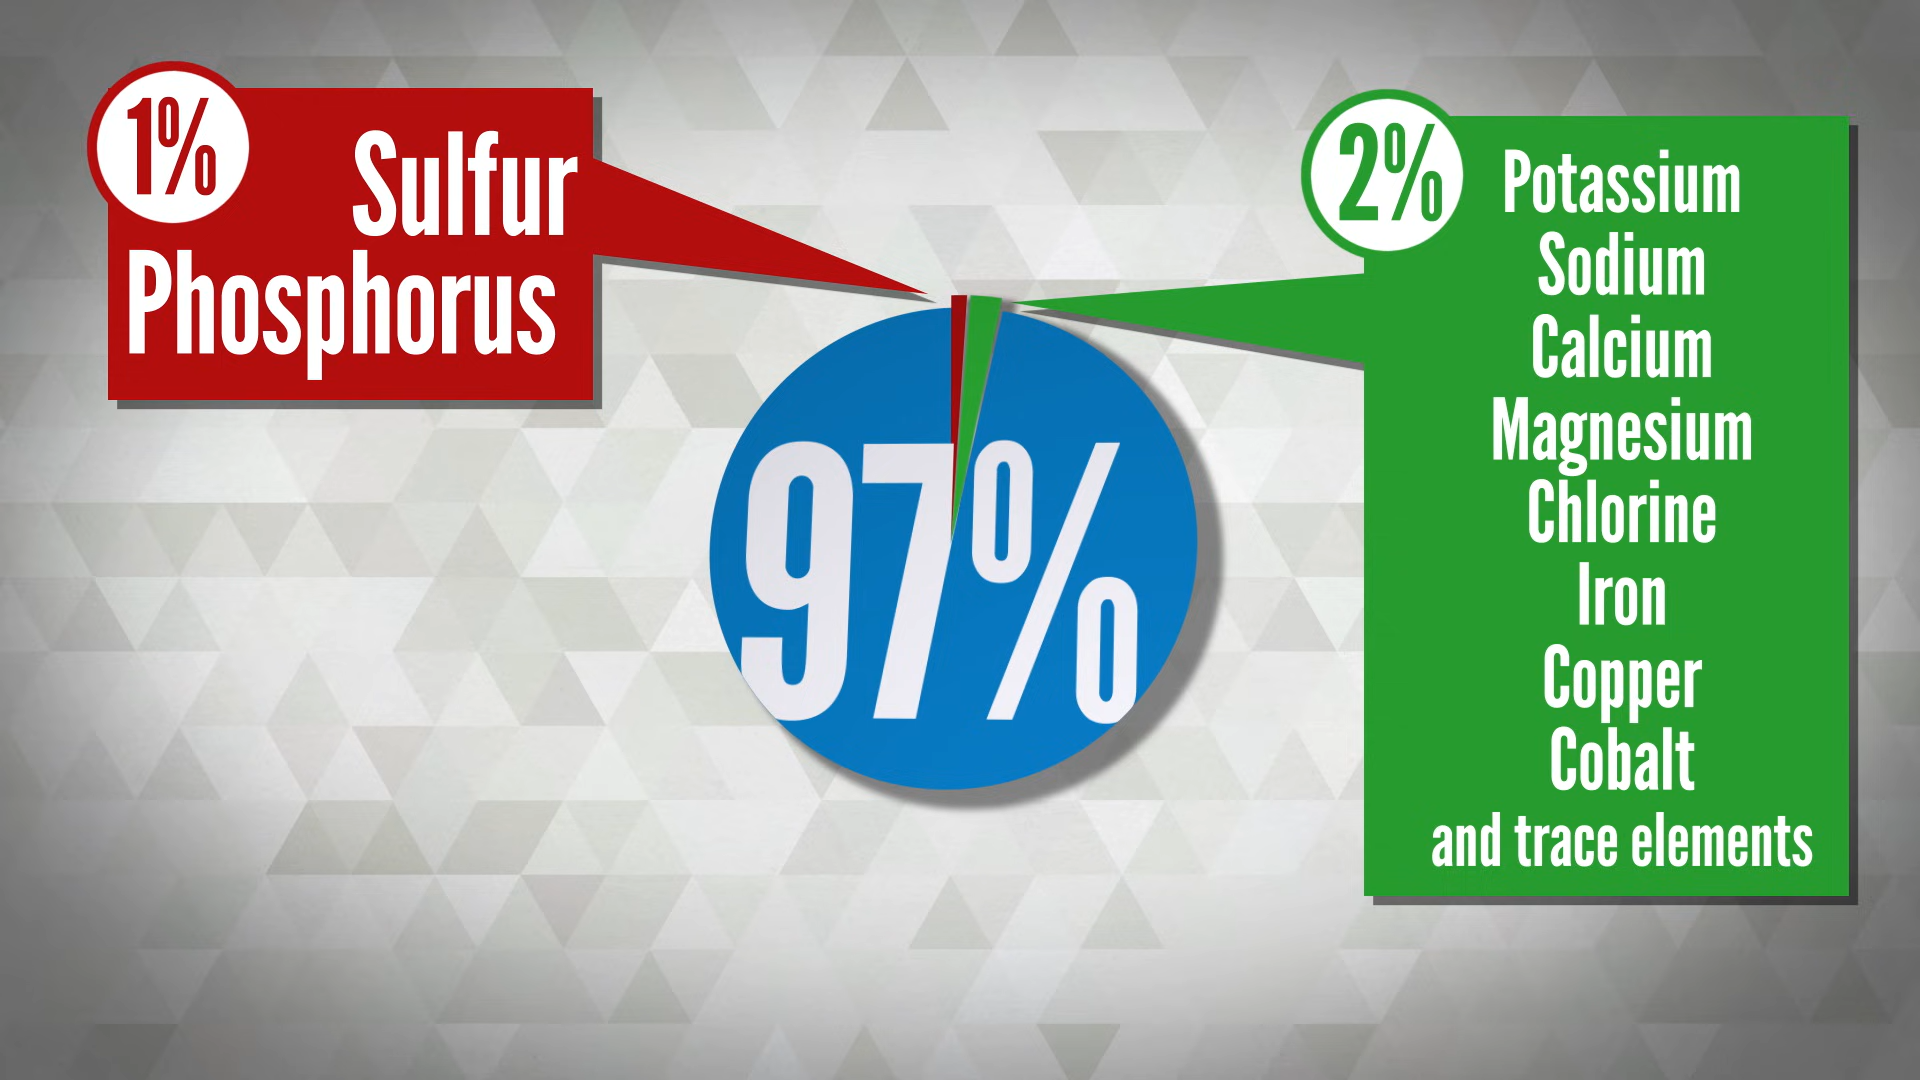 1%
Sulfur
Phosphorus
97%
2%
Potassium
Sodium
Calcium
Magnesium
Chlorine
Iron
Copper
Cobalt
and trace elements